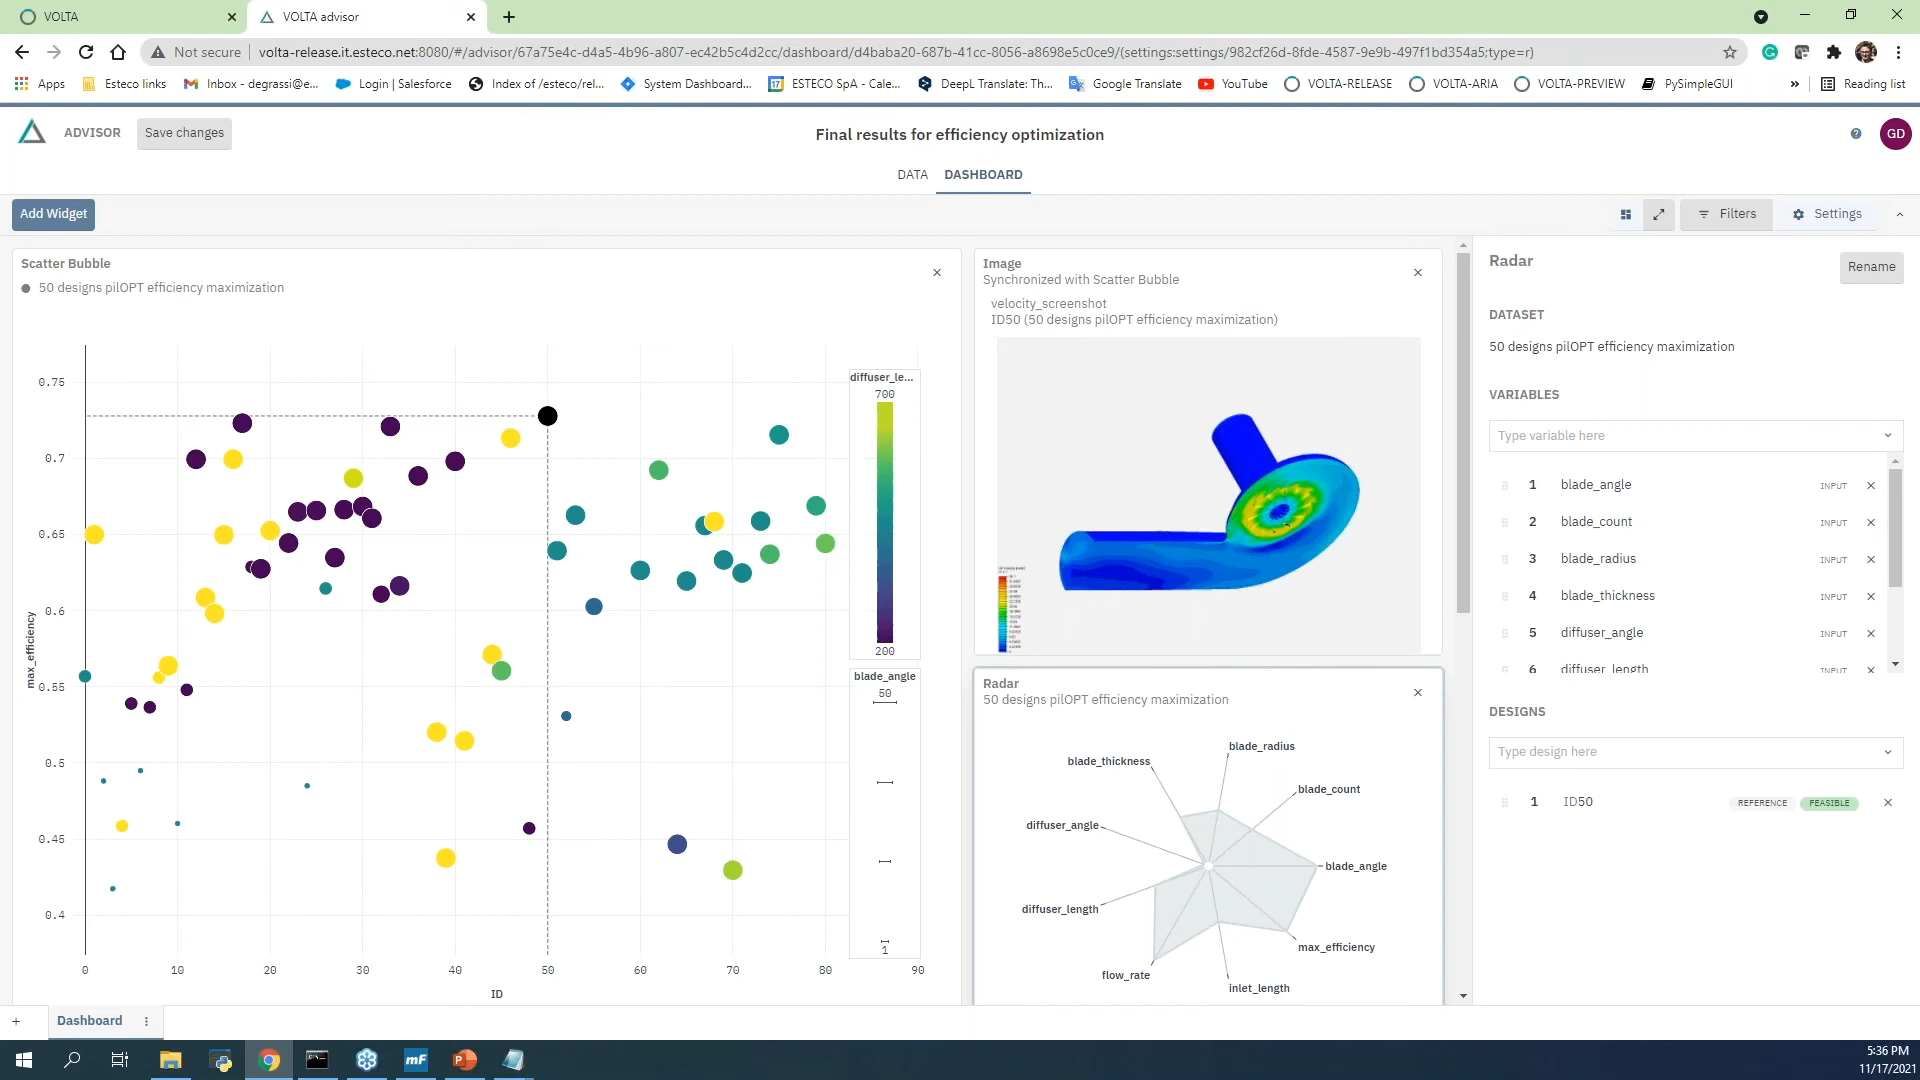 VOLTA
VOLTA advisor
Not secure
volta-release.it.esteco.net:8080/#/advisor/67a75e4c-d4a5-4b96-a807-ec42b5c4d2cc/dashboard/d4baba20-687b-41cc-8056-a8698e5c0ce9/(settings:settings/982cf26d-8fde-4587-9e9b-497f1bd354a5;type=r)
Apps
Esteco links
Inbox - degrassi@e...
Login | Salesforce
Index of /esteco/rel...
System Dashboard...
17
ESTECO SpA - Cale...
DeepL Translate: Th...
Google Translate
YouTube
VOLTA-RELEASE
VOLTA-ARIA
VOLTA-PREVIEW
PySimpleGUI
»
Reading list
ADVISOR
Save changes
Final results for efficiency optimization
?
GD
DATA
DASHBOARD
Add Widget
Filters
Settings
Scatter Bubble
50 designs pilOPT efficiency maximization
0.75
0.7
0.65
0.6
0.55
0.5
0.45
0.4
max_efficiency
0
10
20
30
40
50
60
70
80
90
ID
diffuser_le...
700
200
blade_angle
50
1
Image
Synchronized with Scatter Bubble
velocity_screenshot
ID50 (50 designs pilOPT efficiency maximization)
Radar
50 designs pilOPT efficiency maximization
blade_radius
blade_thickness
blade_count
diffuser_angle
blade_angle
diffuser_length
max_efficiency
flow_rate
inlet_length
Radar
Rename
DATASET
50 designs pilOPT efficiency maximization
VARIABLES
Type variable here
1 blade_angle INPUT
2 blade_count INPUT
3 blade_radius INPUT
4 blade_thickness INPUT
5 diffuser_angle INPUT
6 diffuser_length INPUT
DESIGNS
Type design here
1 ID50 REFERENCE FEASIBLE
+
Dashboard
mF
P
5:36 PM
11/17/2021